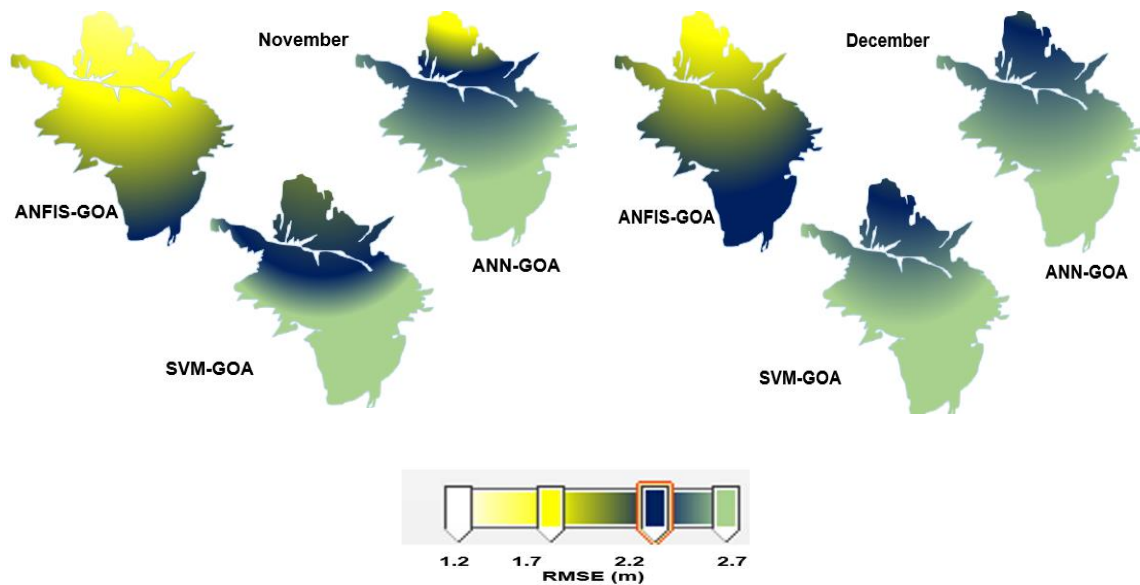 November
December
ANFIS-GOA
ANN-GOA
SVM-GOA
ANFIS-GOA
ANN-GOA
SVM-GOA
1.2 1.7 2.2 2.7
RMSE (m)